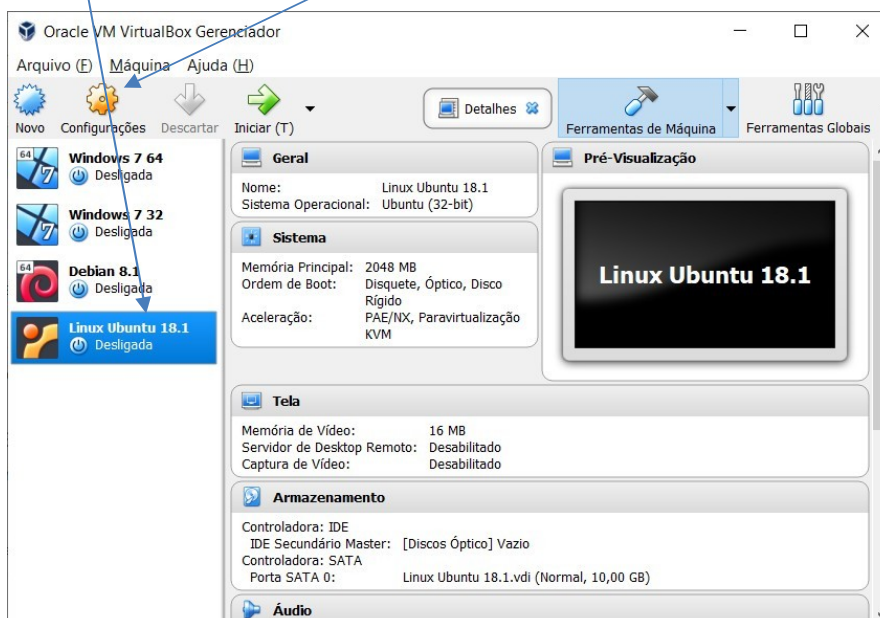 Oracle VM VirtualBox Gerenciador
Arquivo (F) Máquina Ajuda (H)
Novo Configurações Descartar Iniciar (T) Detalhes Ferramentas de Máquina Ferramentas Globais
64 Windows 7 64
Desligada
Windows 7 32
Desligada
64 Debian 8.1
Desligada
Linux Ubuntu 18.1
Desligada
Geral
Nome: Linux Ubuntu 18.1
Sistema Operacional: Ubuntu (32-bit)
Sistema
Memória Principal: 2048 MB
Ordem de Boot: Disquete, Óptico, Disco
Rígido
Aceleração: PAE/NX, Paravirtualização
KVM
Pré-Visualização
Linux Ubuntu 18.1
Tela
Memória de Vídeo: 16 MB
Servidor de Desktop Remoto: Desabilitado
Captura de Vídeo: Desabilitado
Armazenamento
Controladora: IDE
IDE Secundário Master: [Discos Óptico] Vazio
Controladora: SATA
Porta SATA 0: Linux Ubuntu 18.1.vdi (Normal, 10,00 GB)
Áudio